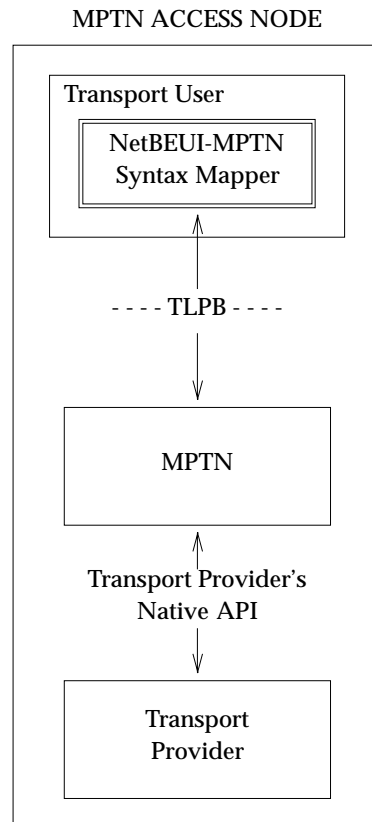 MPTN ACCESS NODE
Transport User
NetBEUI-MPTN
Syntax Mapper
- - - - TLPB - - - -
MPTN
Transport Provider's
Native API
Transport
Provider